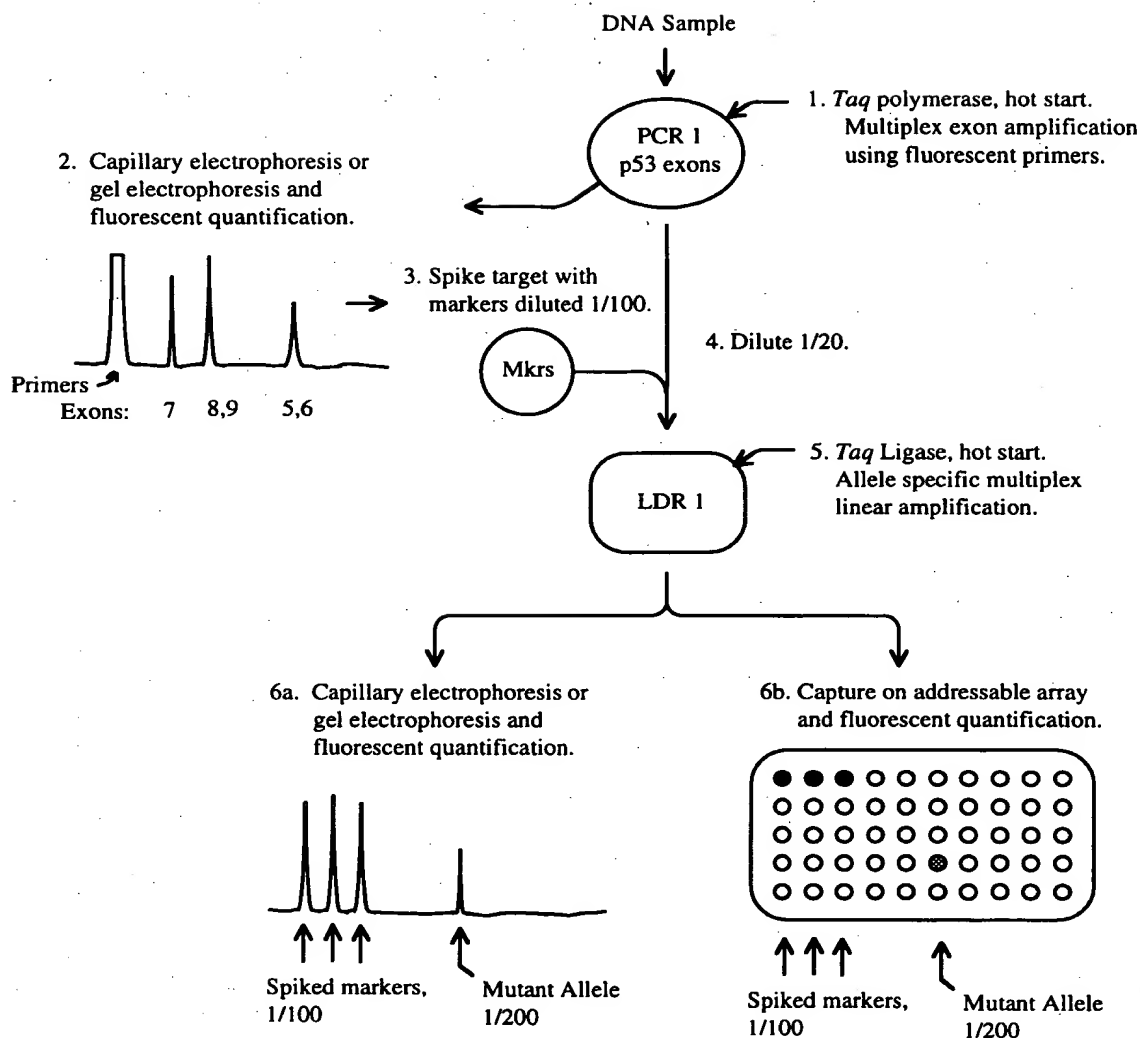 DNA Sample
PCR 1
p53 exons
1. Taq polymerase, hot start.
Multiplex exon amplification
using fluorescent primers.
2. Capillary electrophoresis or
gel electrophoresis and
fluorescent quantification.
Primers
Exons: 7 8,9 5,6
3. Spike target with
markers diluted 1/100.
Mkrs
4. Dilute 1/20.
LDR 1
5. Taq Ligase, hot start.
Allele specific multiplex
linear amplification.
6a. Capillary electrophoresis or
gel electrophoresis and
fluorescent quantification.
Spiked markers,
1/100
Mutant Allele
1/200
6b. Capture on addressable array
and fluorescent quantification.
Spiked markers,
1/100
Mutant Allele
1/200